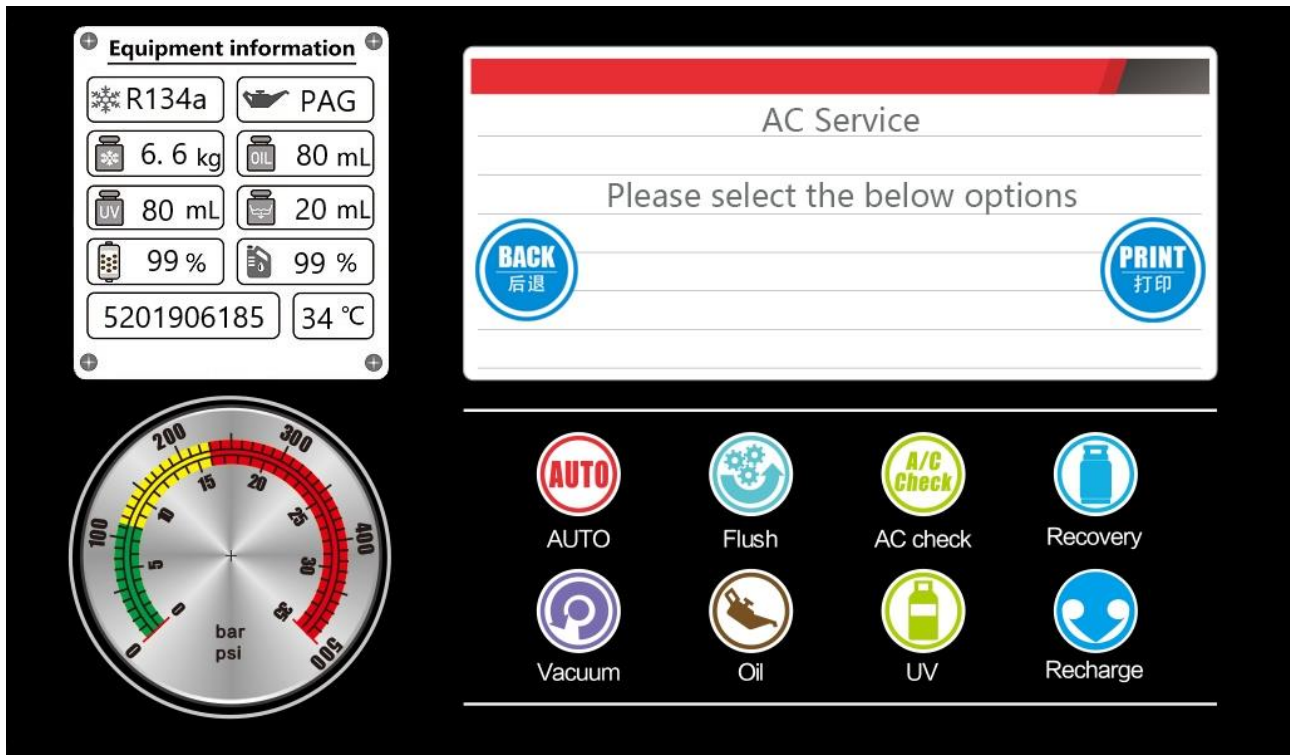 Equipment information
R134a
PAG
6. 6 kg
OIL
80 mL
UV
80 mL
20 mL
99 %
99 %
5201906185
34 ℃
AC Service
Please select the below options
BACK
后退
PRINT
打印
0
100
200
300
400
500
0
5
10
15
20
25
30
35
bar
psi
AUTO
A/C
Check
AUTO
Flush
AC check
Recovery
Vacuum
Oil
UV
Recharge